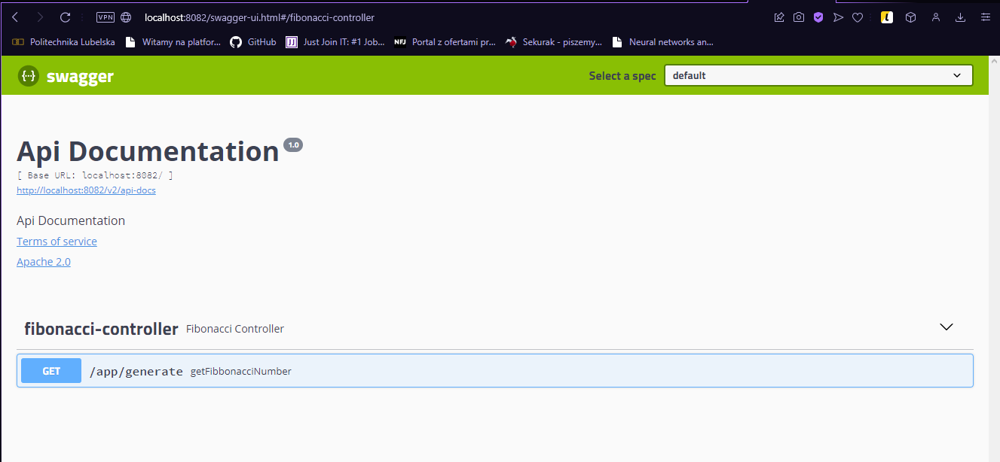 VPN
localhost:8082/swagger-ui.html#/fibonacci-controller
Politechnika Lubelska
Witamy na platfor...
GitHub
JJ
Just Join IT: #1 Job...
NFJ
Portal z ofertami pr...
Sekurak - piszemy...
Neural networks an...
{··} swagger
Select a spec
default
Api Documentation 1.0
[ Base URL: localhost:8082/ ]
http://localhost:8082/v2/api-docs
Api Documentation
Terms of service
Apache 2.0
fibonacci-controller Fibonacci Controller
GET /app/generate getFibbonacciNumber